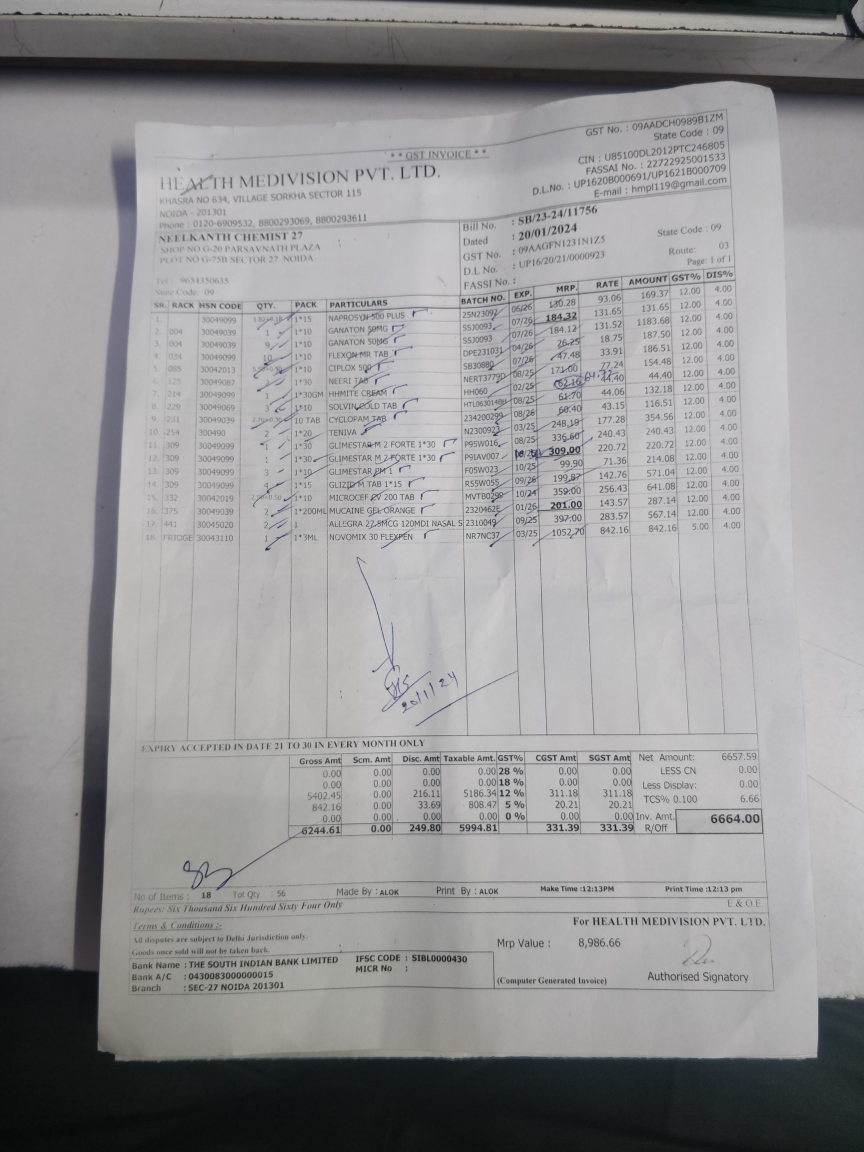 * * GST INVOICE * *
GST No. : 09AADCH0989B1ZM
State Code : 09
HEALTH MEDIVISION PVT. LTD.
CIN : U85100DL2012PTC246805
KHASRA NO 634, VILLAGE SORKHA SECTOR 115
FASSAI No. : 22722925001533
NOIDA - 201301
D.L.No. : UP1620B000691/UP1621B000709
Phone : 0120-6909532, 8800293069, 8800293611
E-mail : hmpl119@gmail.com
NEELKANTH CHEMIST 27
SHOP NO G-20 PARSAVNATH PLAZA
PLOT NO G-75B SECTOR 27 NOIDA
Tel : 9654350635
State Code: 09
Bill No. : SB/23-24/11756
Dated : 20/01/2024
State Code : 09
GST No. : 09AAGFN1231N1Z5
Route: 03
D.L No. : UP16/20/21/0000923
Page: 1 of 1
FASSI No. :
SR. RACK HSN CODE QTY. PACK PARTICULARS BATCH NO. EXP. MRP. RATE AMOUNT GST% DIS%
1. 30049099 1*15 NAPROSYN 500 PLUS 25N23092 06/26 130.28 93.06 169.37 12.00 4.00
2. 004 30049039 1 1*10 GANATON 50MG SSJ0093 07/26 184.32 131.65 131.65 12.00 4.00
3. 004 30049039 9 1*10 GANATON 50MG SSJ0093 07/26 184.12 131.52 1183.68 12.00 4.00
4. 034 30049099 10 1*10 FLEXON MR TAB DPE231031 04/26 26.25 18.75 187.50 12.00 4.00
5. 085 30042013 1*10 CIPLOX 500 SB30880 07/26 47.48 33.91 186.51 12.00 4.00
6. 125 30049087 1*30 NEERI TAB NERT37790 08/25 171.00 77.24 154.48 12.00 4.00
7. 214 30049099 1 1*30GM HHMITE CREAM HH060 02/25 62.16 44.40 44.40 12.00 4.00
8. 229 30049069 3 1*10 SOLVIN COLD TAB 08/25 61.70 44.06 132.18 12.00 4.00
9. 231 30049039 10 TAB CYCLOPAM TAB 234200299 08/26 60.40 43.15 116.51 12.00 4.00
10. 254 300490 2 1*20 TENIVA N2300923 03/25 248.19 177.28 354.56 12.00 4.00
11. 309 30049099 1 1*30 GLIMESTAR M 2 FORTE 1*30 P95W016 08/25 336.60 240.43 240.43 12.00 4.00
12. 309 30049099 1 1*30 GLIMESTAR M 2 FORTE 1*30 P91AV007 309.00 220.72 220.72 12.00 4.00
13. 309 30049099 3 1*10 GLIMESTAR PM 1 F05W023 10/25 99.90 71.36 214.08 12.00 4.00
14. 309 30049099 4 1*15 GLIZID M TAB 1*15 R55W055 09/26 199.87 142.76 571.04 12.00 4.00
15. 332 30042019 1*10 MICROCEF CV 200 TAB MVTB0299 10/24 359.00 256.43 641.08 12.00 4.00
16. 375 30049039 2 1*200ML MUCAINE GEL ORANGE 2320462E 01/26 201.00 143.57 287.14 12.00 4.00
17. 441 30045020 2 1 ALLEGRA 27.5MCG 120MDI NASAL S 2310049 09/25 397.00 283.57 567.14 12.00 4.00
18. FRIDGE 30043110 1 1*3ML NOVOMIX 30 FLEXPEN NR7NC37 03/25 1052.70 842.16 842.16 5.00 4.00
20/1/24
EXPIRY ACCEPTED IN DATE 21 TO 30 IN EVERY MONTH ONLY
Gross Amt Scm. Amt Disc. Amt Taxable Amt. GST% CGST Amt SGST Amt Net Amount: 6657.59
0.00 0.00 0.00 0.00 28 % 0.00 0.00 LESS CN 0.00
0.00 0.00 0.00 0.00 18 % 0.00 0.00 Less Display: 0.00
5402.45 0.00 216.11 5186.34 12 % 311.18 311.18 TCS% 0.100 6.66
842.16 0.00 33.69 808.47 5 % 20.21 20.21
0.00 0.00 0.00 0.00 0 % 0.00 0.00 Inv. Amt. 6664.00
6244.61 0.00 249.80 5994.81 331.39 331.39 R/Off
No of Items : 18 Tol Qty : 56 Made By : ALOK Print By : ALOK Make Time :12:13PM Print Time :12:13 pm
Rupees: Six Thousand Six Hundred Sixty Four Only
E & O.E
Terms & Conditions :-
For HEALTH MEDIVISION PVT. LTD.
All disputes are subject to Delhi Jurisdiction only.
Goods once sold will not by taken back.
Mrp Value : 8,986.66
Bank Name : THE SOUTH INDIAN BANK LIMITED IFSC CODE : SIBL0000430
Bank A/C : 0430083000000015 MICR No :
Branch : SEC-27 NOIDA 201301
(Computer Generated Invoice)
Authorised Signatory